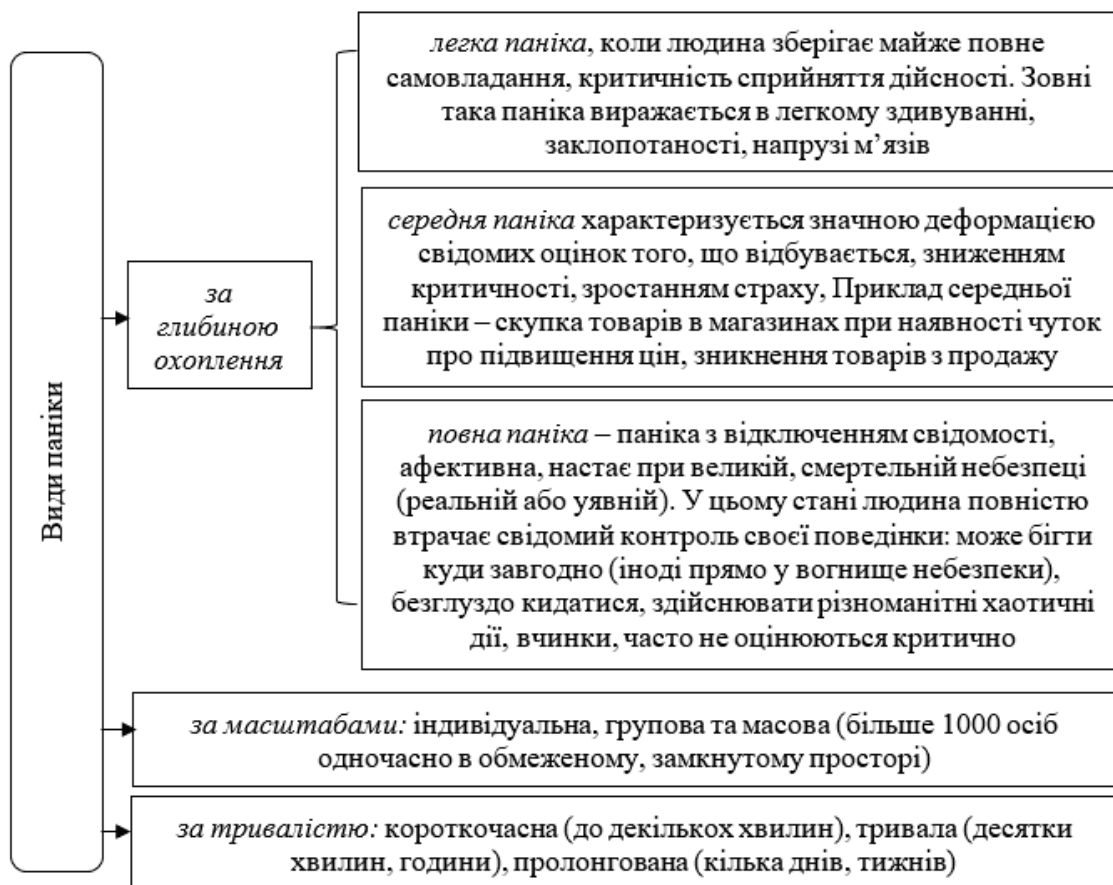 Види паніки
за
глибиною
охоплення
легка паніка, коли людина зберігає майже повне
самовладання, критичність сприйняття дійсності. Зовні
така паніка виражається в легкому здивуванні,
заклопотаності, напрузі м’язів
середня паніка характеризується значною деформацією
свідомих оцінок того, що відбувається, зниженням
критичності, зростанням страху, Приклад середньої
паніки – скупка товарів в магазинах при наявності чуток
про підвищення цін, зникнення товарів з продажу
повна паніка – паніка з відключенням свідомості,
афективна, настає при великій, смертельній небезпеці
(реальній або уявній). У цьому стані людина повністю
втрачає свідомий контроль своєї поведінки: може бігти
куди завгодно (іноді прямо у вогнище небезпеки),
безглуздо кидатися, здійснювати різноманітні хаотичні
дії, вчинки, часто не оцінюються критично
за масштабами: індивідуальна, групова та масова (більше 1000 осіб
одночасно в обмеженому, замкнутому просторі)
за тривалістю: короткочасна (до декількох хвилин), тривала (десятки
хвилин, години), пролонгована (кілька днів, тижнів)